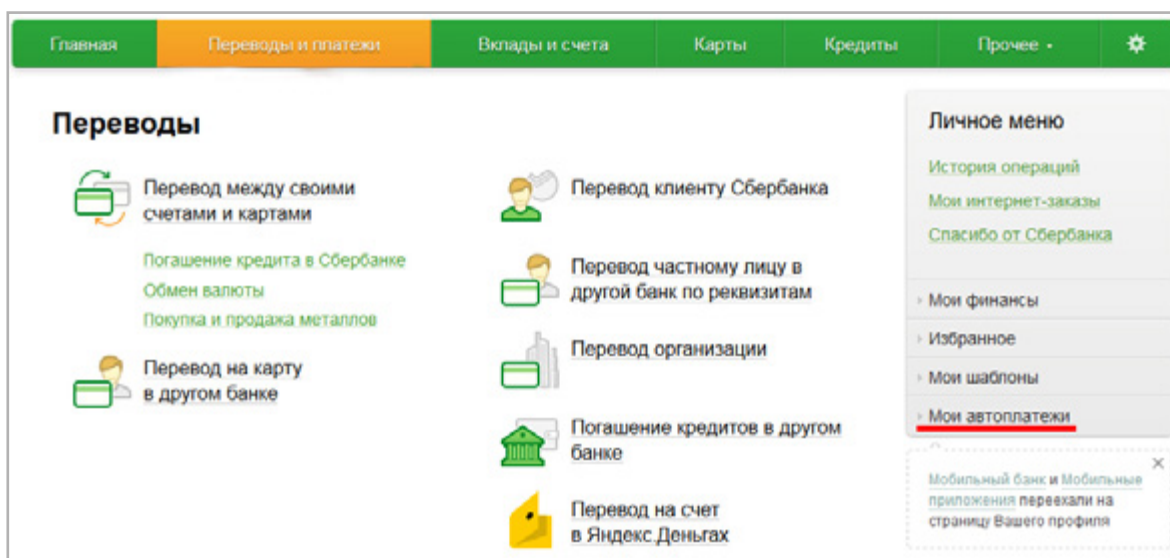 Главная Переводы и платежи Вклады и счета Карты Кредиты Прочее
Переводы
Перевод между своими
счетами и картами
Погашение кредита в Сбербанке
Обмен валюты
Покупка и продажа металлов
Перевод на карту
в другом банке
Перевод клиенту Сбербанка
Перевод частному лицу в
другой банк по реквизитам
Перевод организации
Погашение кредитов в другом
банке
Перевод на счет
в Яндекс.Деньгах
Личное меню
История операций
Мои интернет-заказы
Спасибо от Сбербанка
Мои финансы
Избранное
Мои шаблоны
Мои автоплатежи
Мобильный банк и Мобильные
приложения переехали на
страницу Вашего профиля